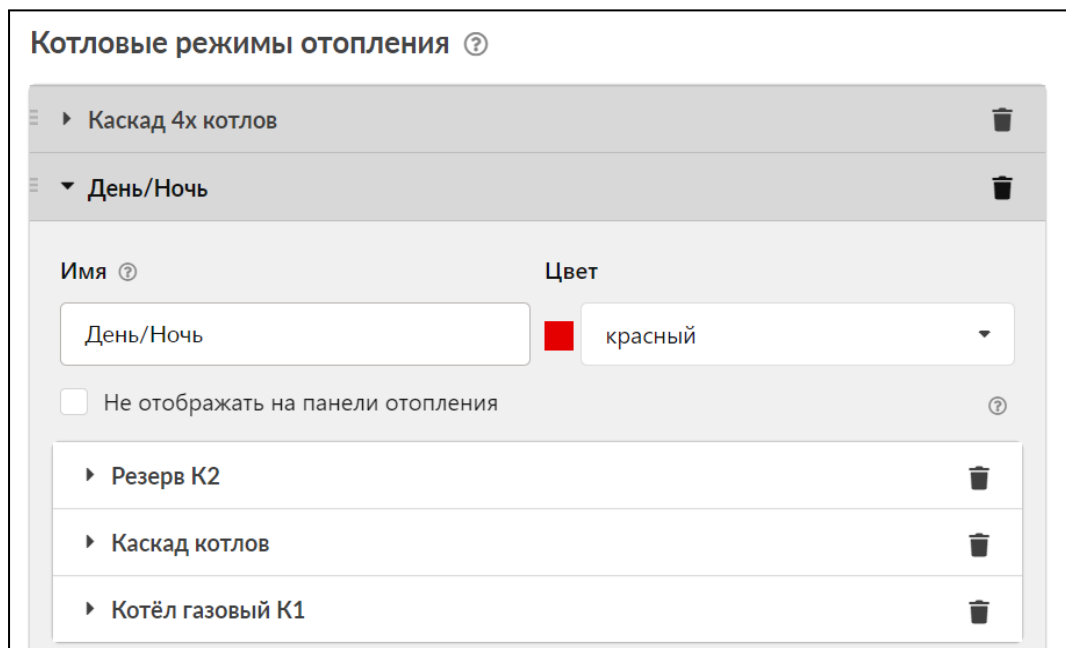 Котловые режимы отопления ?
Каскад 4х котлов
День/Ночь
Имя ? Цвет
День/Ночь красный
Не отображать на панели отопления ?
Резерв К2
Каскад котлов
Котёл газовый К1